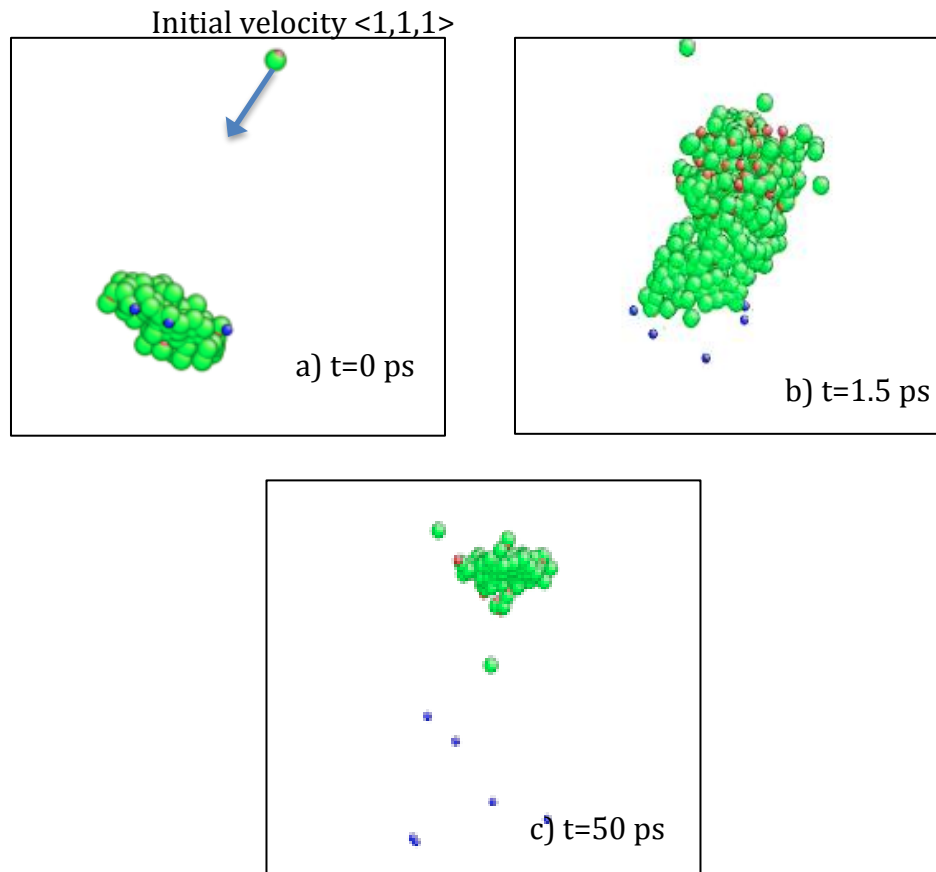 Initial velocity <1,1,1>
a) t=0 ps
b) t=1.5 ps
c) t=50 ps